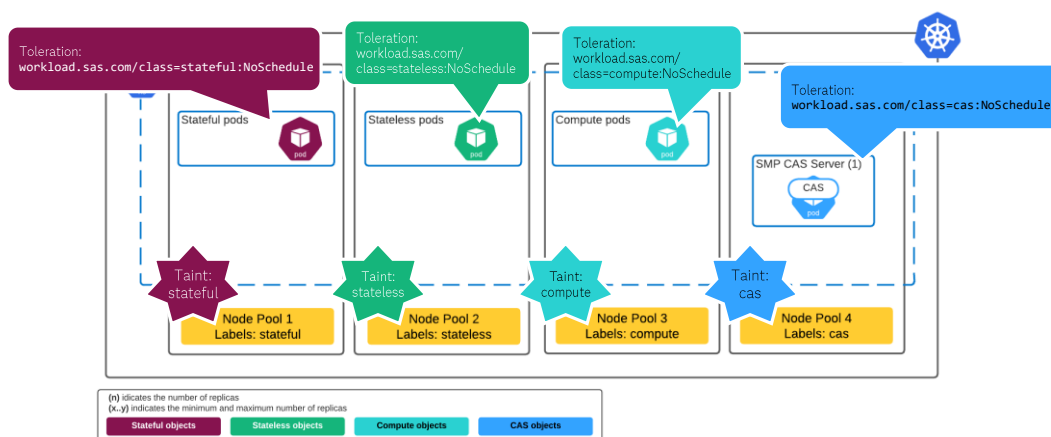 Toleration:
workload.sas.com/class=stateful:NoSchedule
Toleration:
workload.sas.com/
class=stateless:NoSchedule
Toleration:
workload.sas.com/
class=compute:NoSchedule
Toleration:
workload.sas.com/class=cas:NoSchedule
Stateful pods
pod
Stateless pods
pod
Compute pods
pod
SMP CAS Server (1)
CAS
pod
Taint:
stateful
Taint:
stateless
Taint:
compute
Taint:
cas
Node Pool 1
Labels: stateful
Node Pool 2
Labels: stateless
Node Pool 3
Labels: compute
Node Pool 4
Labels: cas
(n) idicates the number of replicas
(x..y) indicates the minimum and maximum number of replicas
Stateful objects
Stateless objects
Compute objects
CAS objects